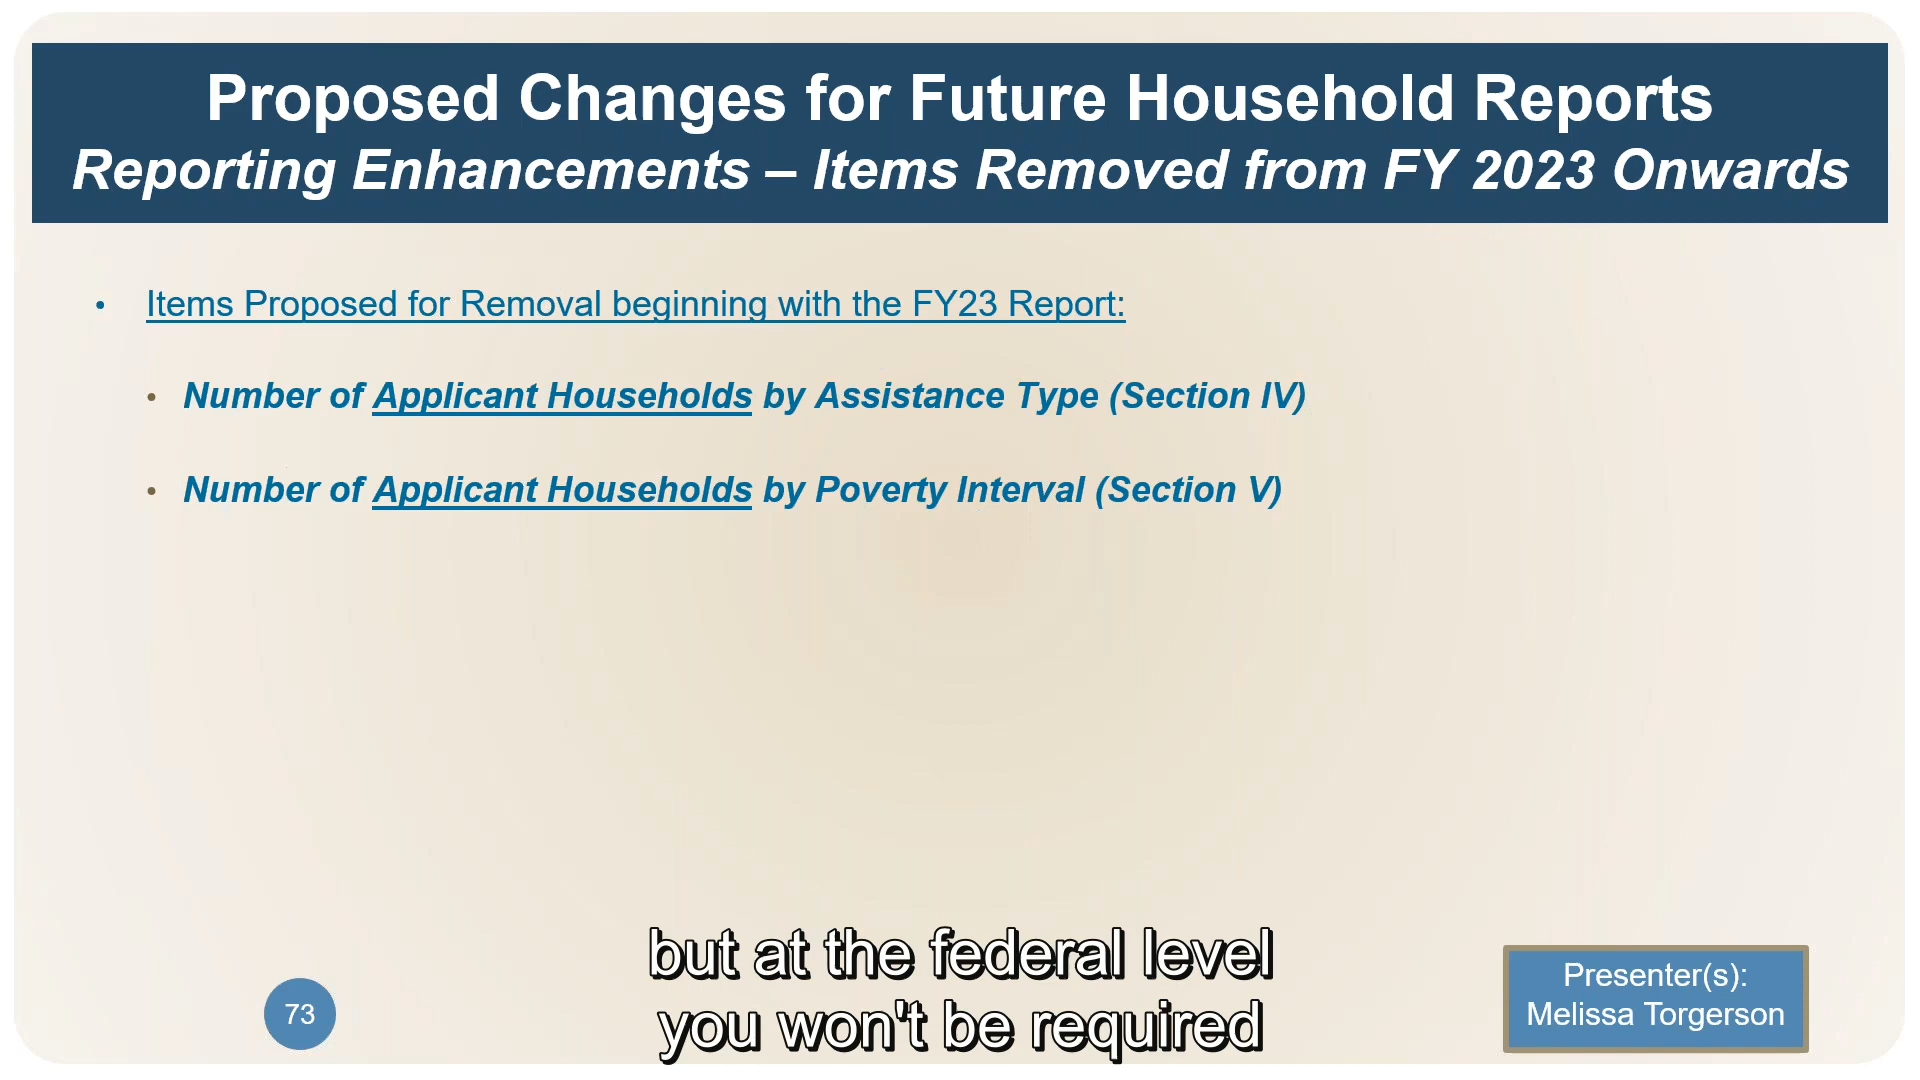 Proposed Changes for Future Household Reports
Reporting Enhancements – Items Removed from FY 2023 Onwards
• Items Proposed for Removal beginning with the FY23 Report:
• Number of Applicant Households by Assistance Type (Section IV)
• Number of Applicant Households by Poverty Interval (Section V)
but at the federal level
you won't be required
73
Presenter(s):
Melissa Torgerson